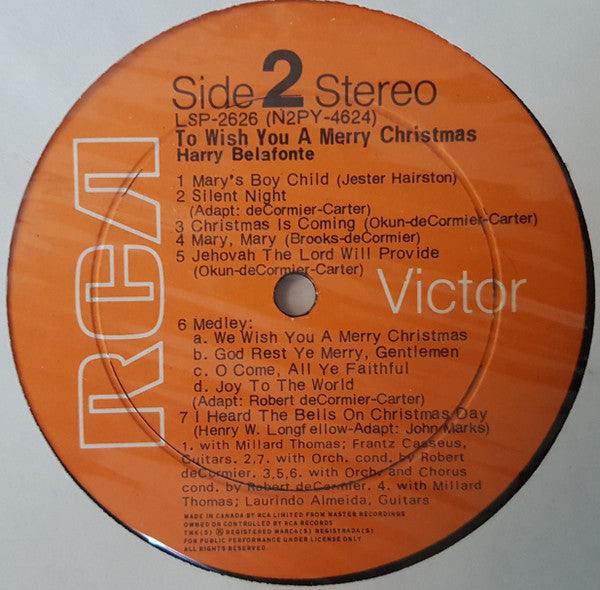 Side 2 Stereo
LSP-2626 (N2PY-4624)
To Wish You A Merry Christmas
Harry Belafonte
1 Mary's Boy Child (Jester Hairston)
2 Silent Night
(Adapt: deCormier-Carter)
3 Christmas Is Coming (Okun-deCormier-Carter)
4 Mary, Mary (Brooks-deCormier)
5 Jehovah The Lord Will Provide
(Okun-deCormier-Carter)
RCA
Victor
6 Medley:
a. We Wish You A Merry Christmas
b. God Rest Ye Merry, Gentlemen
c. O Come, All Ye Faithful
d. Joy To The World
(Adapt: Robert deCormier-Carter)
7 I Heard The Bells On Christmas Day
(Henry W. Longfellow-Adapt: John Marks)
1. with Millard Thomas; Frantz Casseus,
Guitars. 2,7. with Orch. cond. by Robert
deCormier. 3,5,6. with Orch. and Chorus
cond. by Robert deCormier. 4. with Millard
Thomas; Laurindo Almeida, Guitars
MADE IN CANADA BY RCA LIMITED FROM MASTER RECORDINGS
OWNED OR CONTROLLED BY RCA RECORDS
TMK(S) ® REGISTERED MARCA(S) REGISTRADA(S)
FOR PUBLIC PERFORMANCE UNDER LICENSE ONLY
ALL RIGHTS RESERVED.